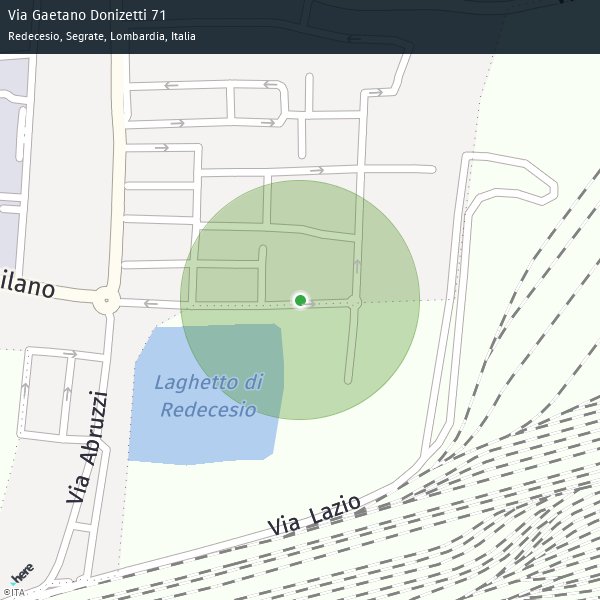 Via Gaetano Donizetti 71
Redecesio, Segrate, Lombardia, Italia
ilano
Laghetto di
Redecesio
Via Abruzzi
Via Lazio
here
©ITA